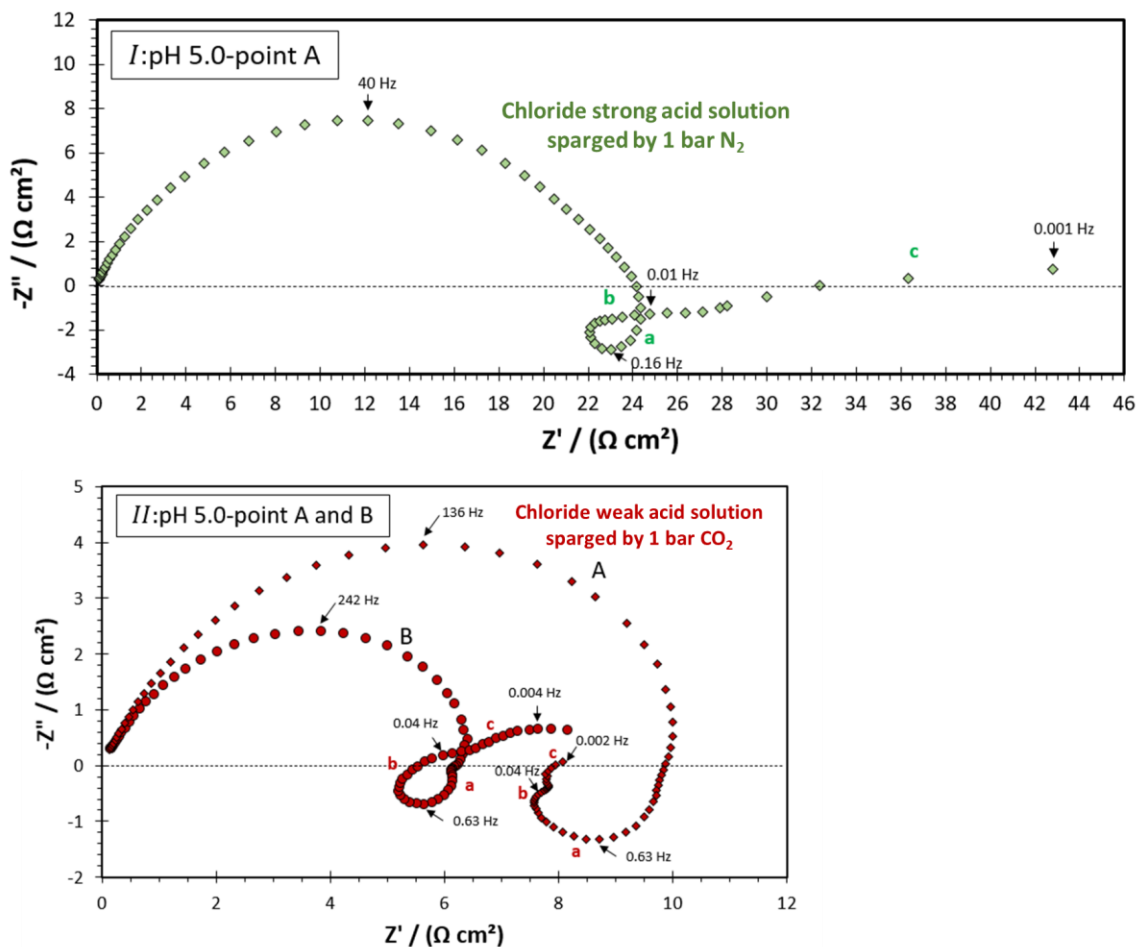 I:pH 5.0-point A
40 Hz
Chloride strong acid solution
sparged by 1 bar N₂
0.001 Hz
c
0.01 Hz
b
a
0.16 Hz
12
10
8
6
4
2
0
-2
-4
-Z" / (Ω cm²)
0 2 4 6 8 10 12 14 16 18 20 22 24 26 28 30 32 34 36 38 40 42 44 46
Z' / (Ω cm²)
II:pH 5.0-point A and B
136 Hz
Chloride weak acid solution
sparged by 1 bar CO₂
A
242 Hz
B
0.004 Hz
0.04 Hz
c
0.002 Hz
c
b
0.04 Hz
a
b
0.63 Hz
a
0.63 Hz
5
4
3
2
1
0
-1
-2
-Z" / (Ω cm²)
0 2 4 6 8 10 12
Z' / (Ω cm²)